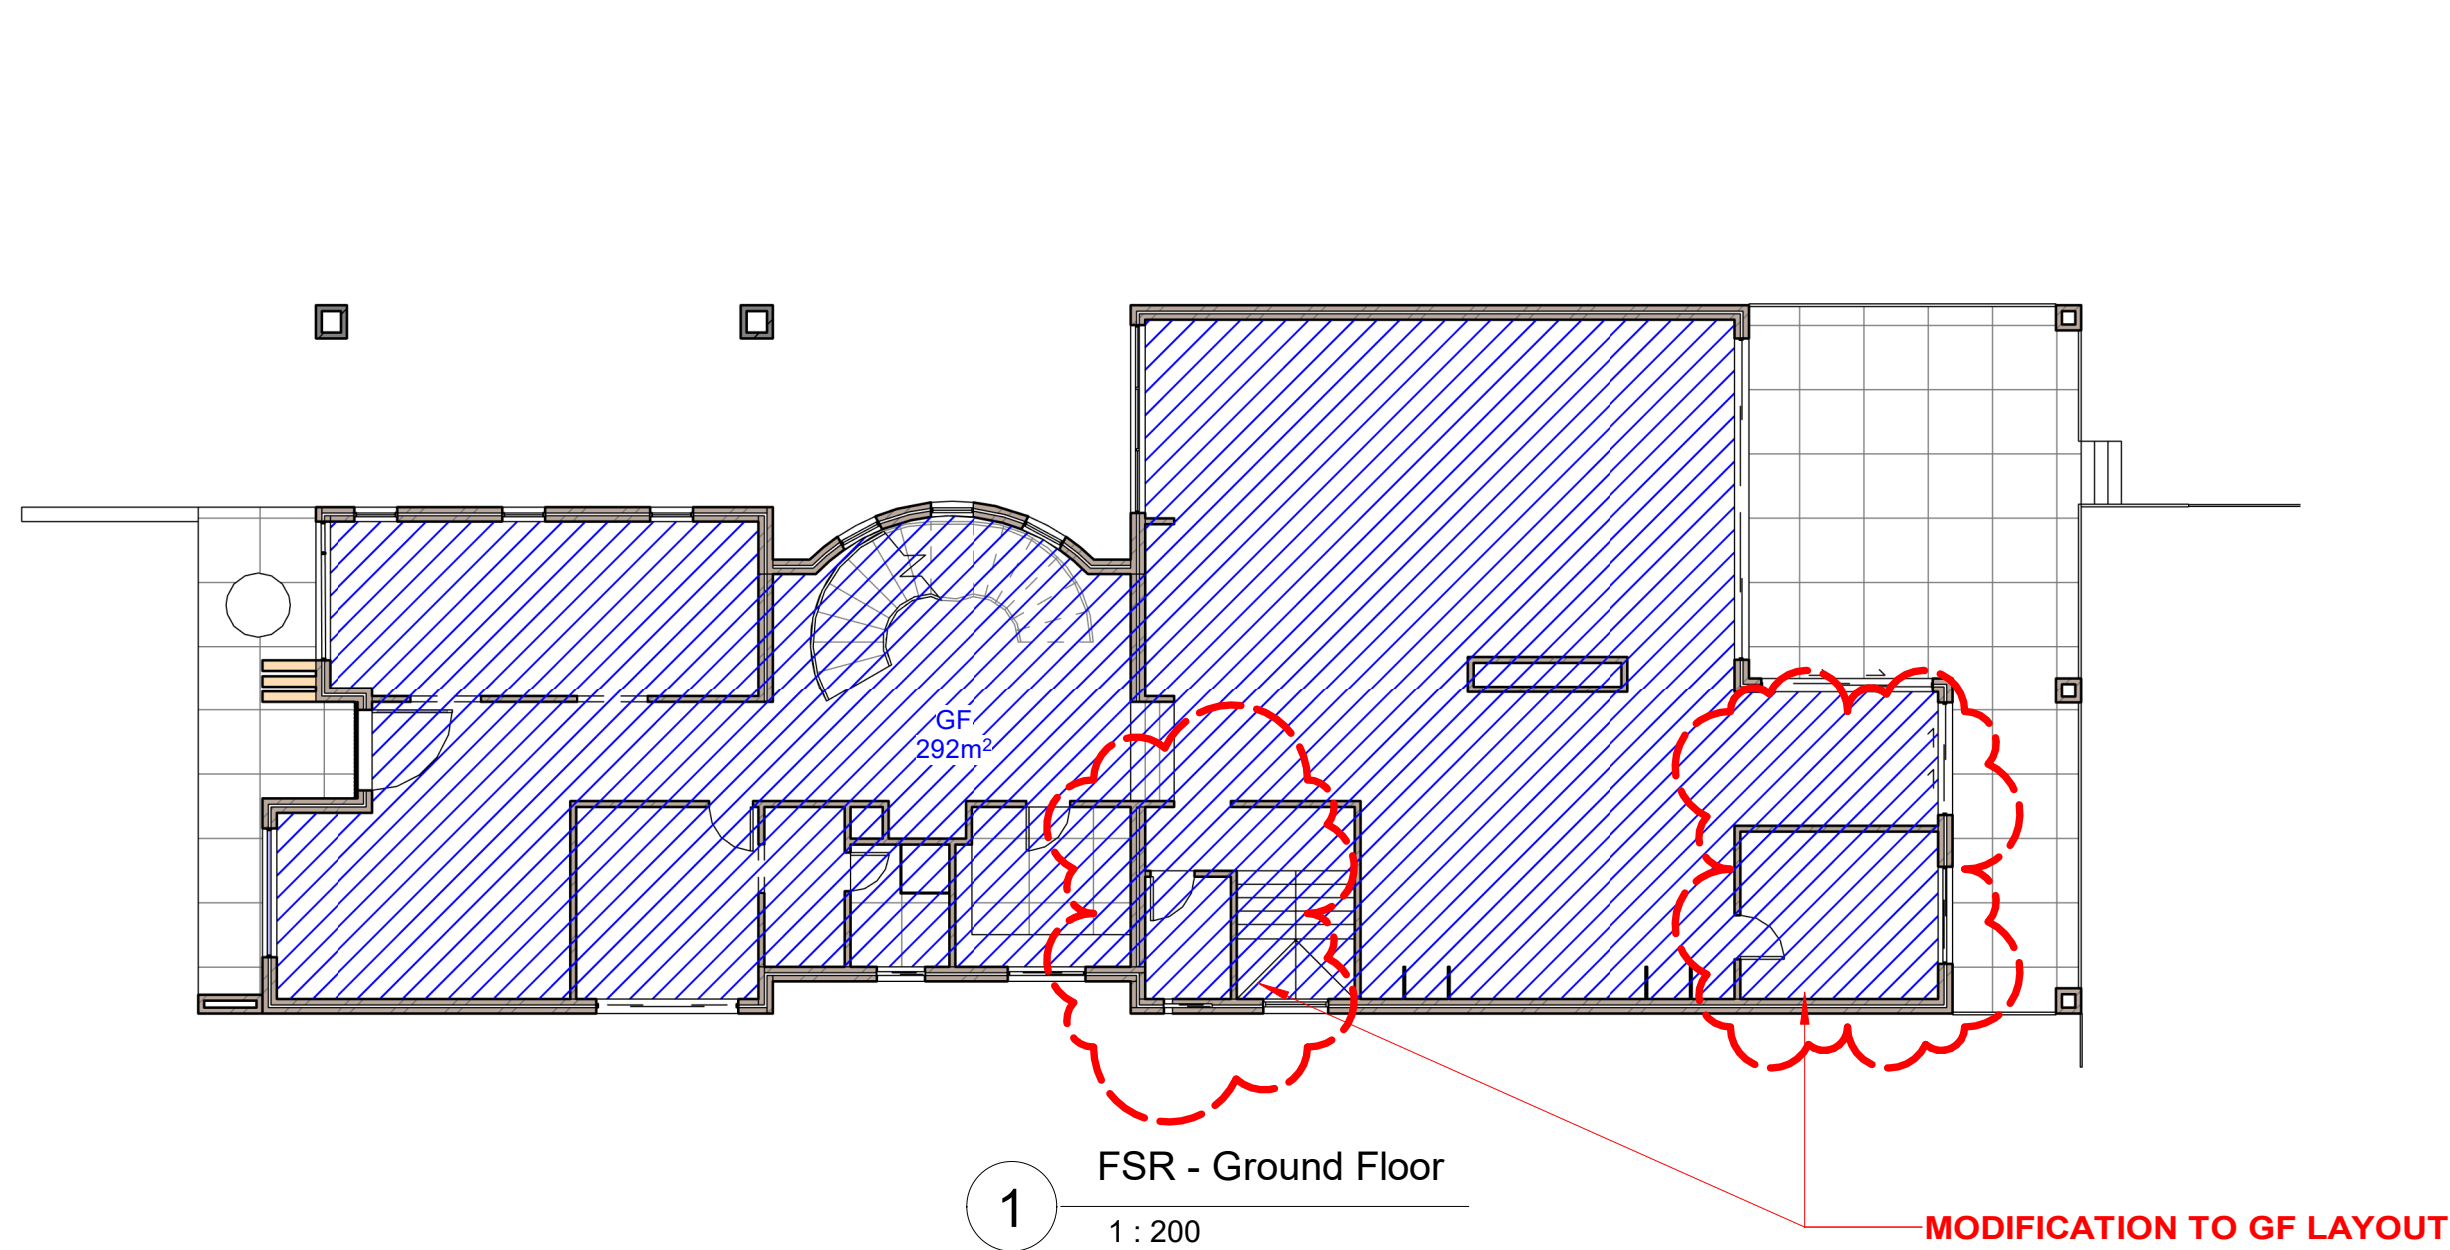 GF
292m²
FSR - Ground Floor
1
1 : 200
MODIFICATION TO GF LAYOUT